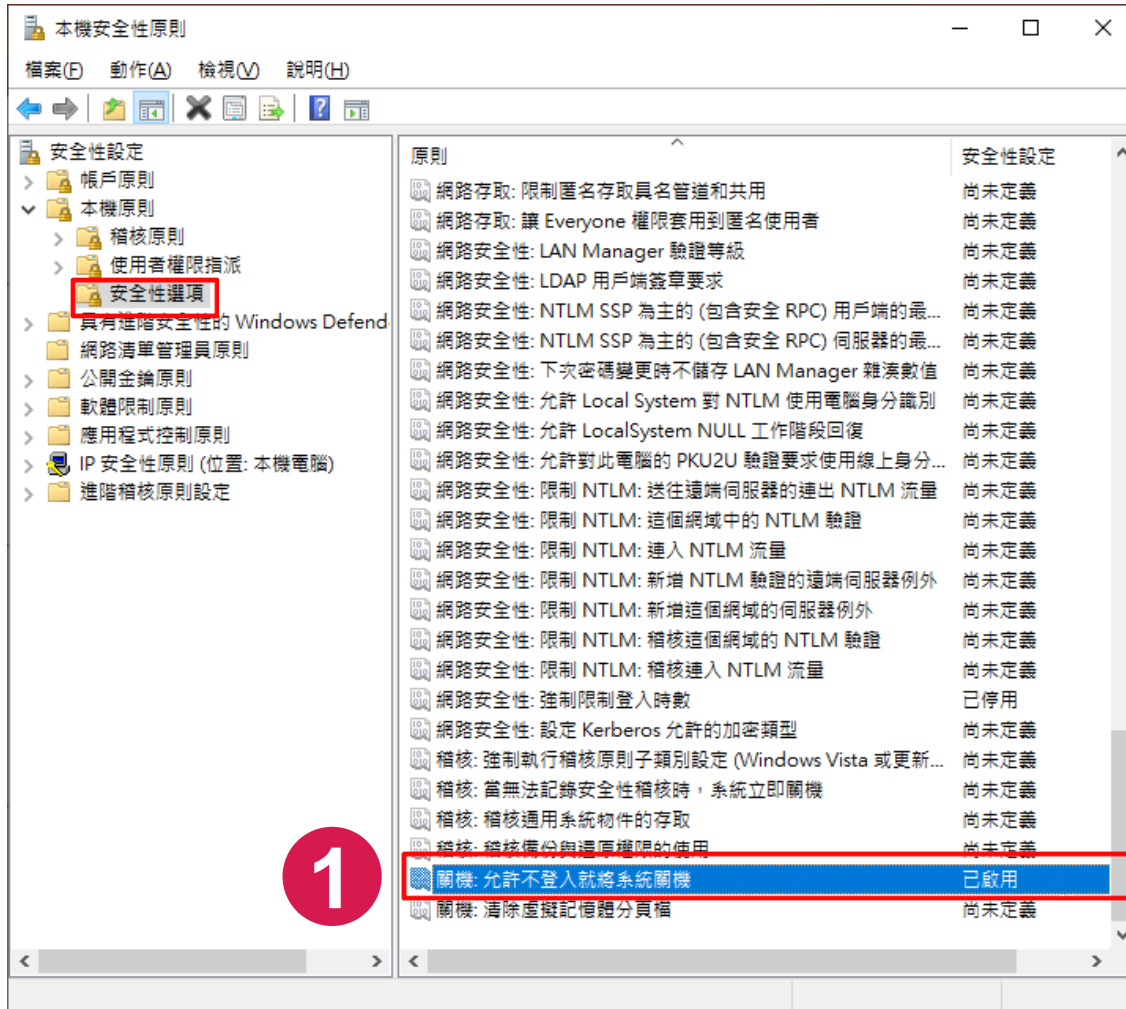 本機安全性原則
檔案(F) 動作(A) 檢視(V) 說明(H)
安全性設定
帳戶原則
本機原則
稽核原則
使用者權限指派
安全性選項
具有進階安全性的 Windows Defend
網路清單管理員原則
公開金鑰原則
軟體限制原則
應用程式控制原則
IP 安全性原則 (位置: 本機電腦)
進階稽核原則設定
原則 安全性設定
網路存取: 限制匿名存取具名管道和共用 尚未定義
網路存取: 讓 Everyone 權限套用到匿名使用者 尚未定義
網路安全性: LAN Manager 驗證等級 尚未定義
網路安全性: LDAP 用戶端簽章要求 尚未定義
網路安全性: NTLM SSP 為主的 (包含安全 RPC) 用戶端的最... 尚未定義
網路安全性: NTLM SSP 為主的 (包含安全 RPC) 伺服器的最... 尚未定義
網路安全性: 下次密碼變更時不儲存 LAN Manager 雜湊數值 尚未定義
網路安全性: 允許 Local System 對 NTLM 使用電腦身分識別 尚未定義
網路安全性: 允許 LocalSystem NULL 工作階段回復 尚未定義
網路安全性: 允許對此電腦的 PKU2U 驗證要求使用線上身分... 尚未定義
網路安全性: 限制 NTLM: 送往遠端伺服器的連出 NTLM 流量 尚未定義
網路安全性: 限制 NTLM: 這個網域中的 NTLM 驗證 尚未定義
網路安全性: 限制 NTLM: 連入 NTLM 流量 尚未定義
網路安全性: 限制 NTLM: 新增 NTLM 驗證的遠端伺服器例外 尚未定義
網路安全性: 限制 NTLM: 新增這個網域的伺服器例外 尚未定義
網路安全性: 限制 NTLM: 稽核這個網域的 NTLM 驗證 尚未定義
網路安全性: 限制 NTLM: 稽核連入 NTLM 流量 尚未定義
網路安全性: 強制限制登入時數 已停用
網路安全性: 設定 Kerberos 允許的加密類型 尚未定義
稽核: 強制執行稽核原則子類別設定 (Windows Vista 或更新... 尚未定義
稽核: 當無法記錄安全性稽核時，系統立即關機 尚未定義
稽核: 稽核通用系統物件的存取 尚未定義
稽核: 稽核備份與還原權限的使用 尚未定義
1
關機: 允許不登入就將系統關機 已啟用
關機: 清除虛擬記憶體分頁檔 尚未定義